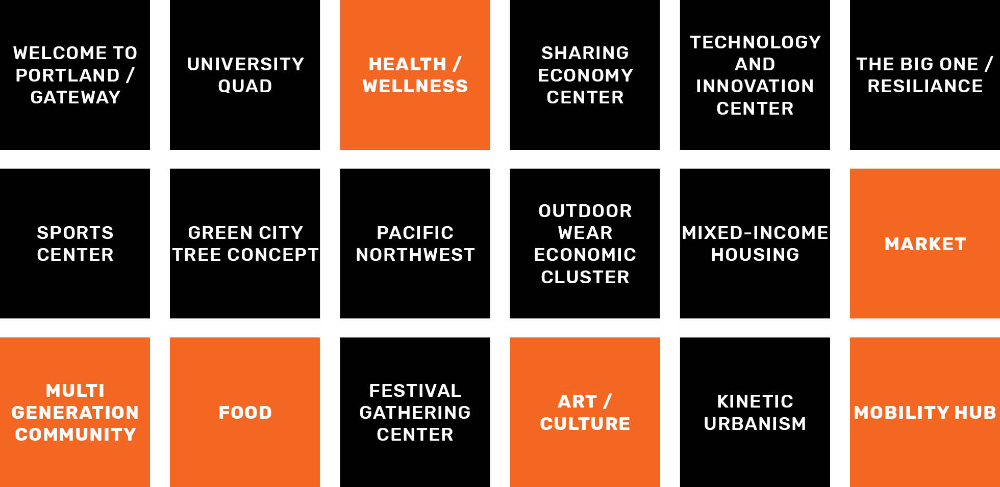 WELCOME TO
PORTLAND /
GATEWAY
UNIVERSITY
QUAD
HEALTH /
WELLNESS
SHARING
ECONOMY
CENTER
TECHNOLOGY
AND
INNOVATION
CENTER
THE BIG ONE /
RESILIANCE
SPORTS
CENTER
GREEN CITY
TREE CONCEPT
PACIFIC
NORTHWEST
OUTDOOR
WEAR
ECONOMIC
CLUSTER
MIXED-INCOME
HOUSING
MARKET
MULTI
GENERATION
COMMUNITY
FOOD
FESTIVAL
GATHERING
CENTER
ART /
CULTURE
KINETIC
URBANISM
MOBILITY HUB